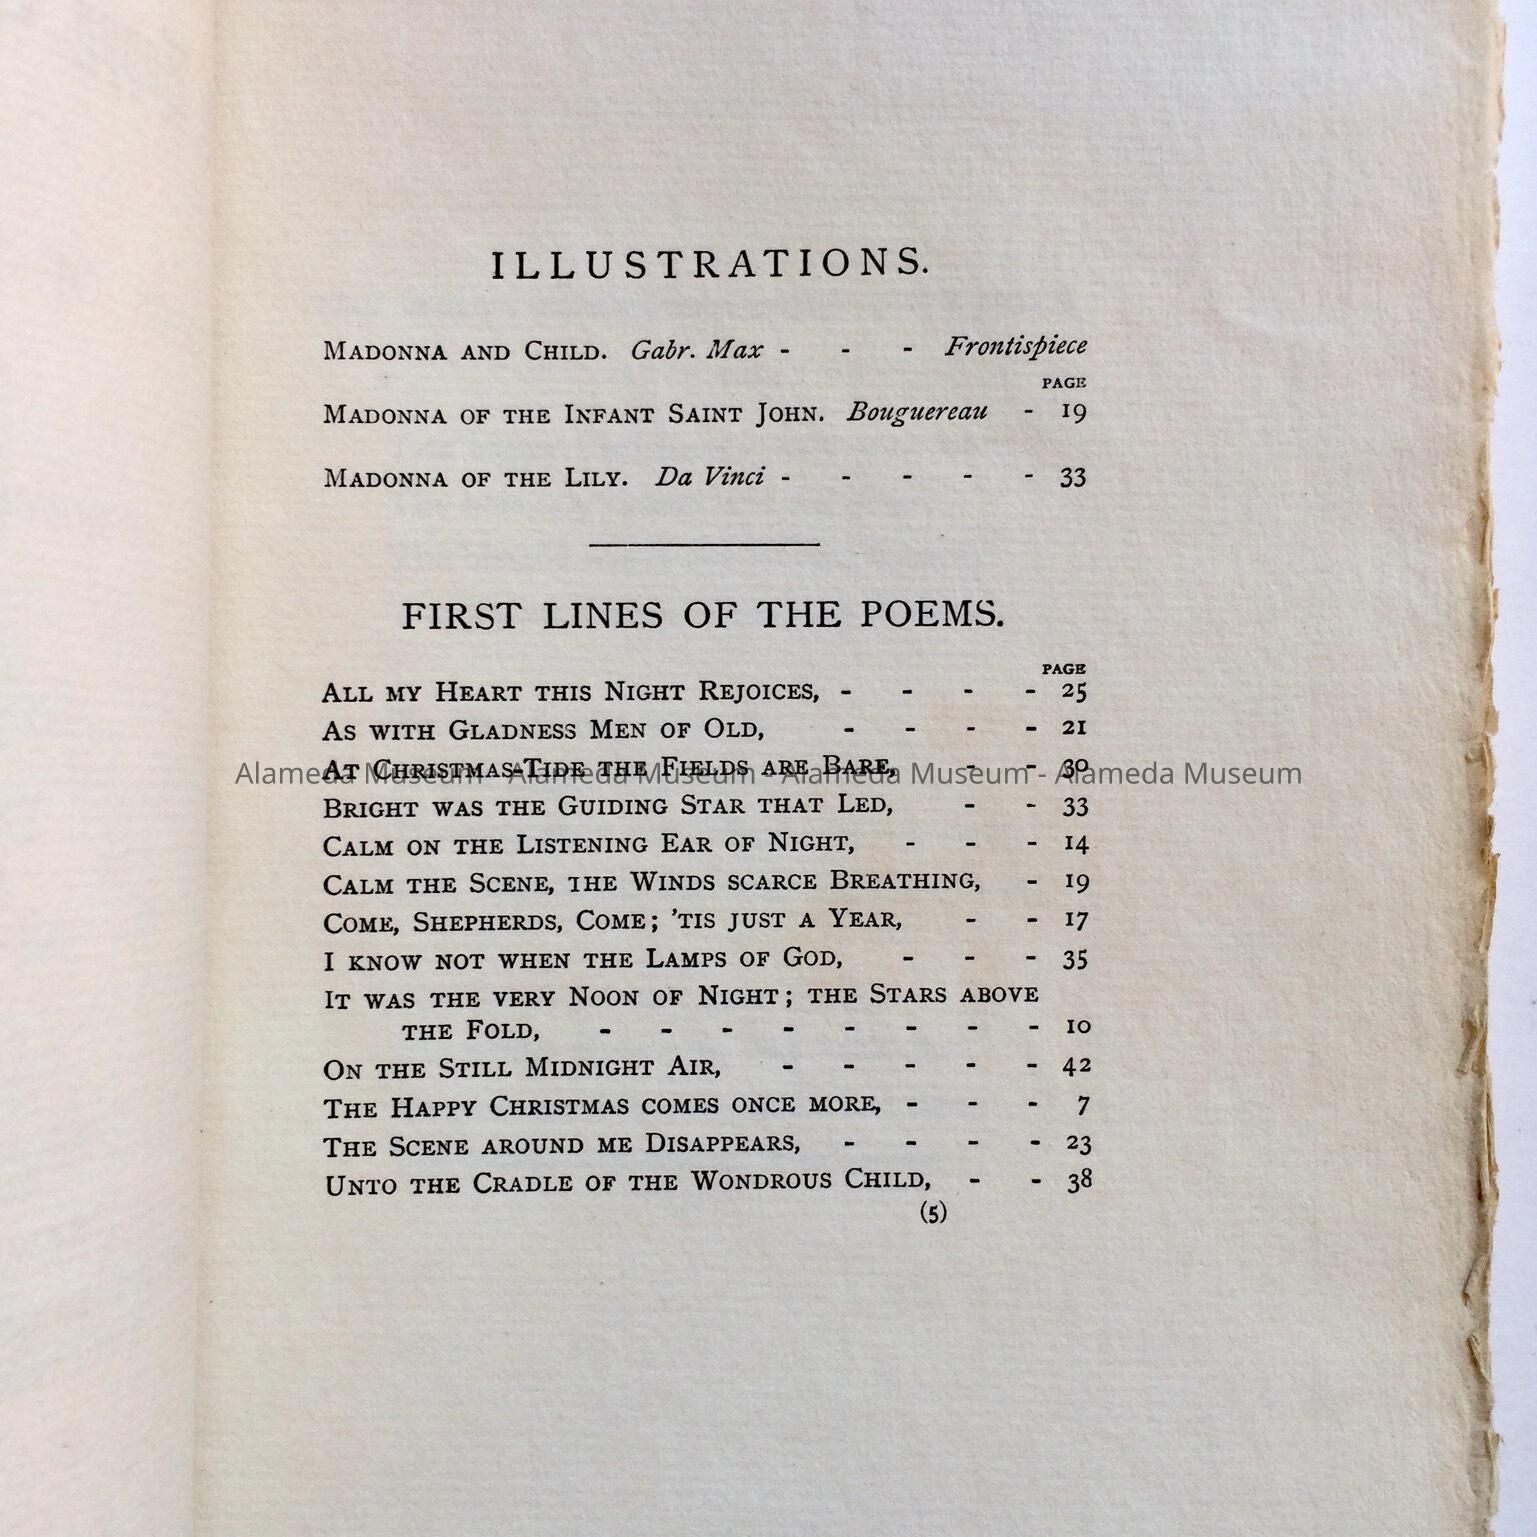 ILLUSTRATIONS.
MADONNA AND CHILD. Gabr. Max - - - Frontispiece
PAGE
MADONNA OF THE INFANT SAINT JOHN. Bouguereau - 19
MADONNA OF THE LILY. Da Vinci - - - - - 33
FIRST LINES OF THE POEMS.
PAGE
ALL MY HEART THIS NIGHT REJOICES, - - - - 25
AS WITH GLADNESS MEN OF OLD, - - - - 21
AT CHRISTMAS-TIDE THE FIELDS ARE BARE, - - 30
Alameda Museum - Alameda Museum - Alameda Museum - Alameda Museum
BRIGHT WAS THE GUIDING STAR THAT LED, - - 33
CALM ON THE LISTENING EAR OF NIGHT, - - - 14
CALM THE SCENE, THE WINDS SCARCE BREATHING, - 19
COME, SHEPHERDS, COME; 'TIS JUST A YEAR, - - 17
I KNOW NOT WHEN THE LAMPS OF GOD, - - - 35
IT WAS THE VERY NOON OF NIGHT; THE STARS ABOVE
THE FOLD, - - - - - - - - 10
ON THE STILL MIDNIGHT AIR, - - - - - 42
THE HAPPY CHRISTMAS COMES ONCE MORE, - - - 7
THE SCENE AROUND ME DISAPPEARS, - - - - 23
UNTO THE CRADLE OF THE WONDROUS CHILD, - - 38
(5)